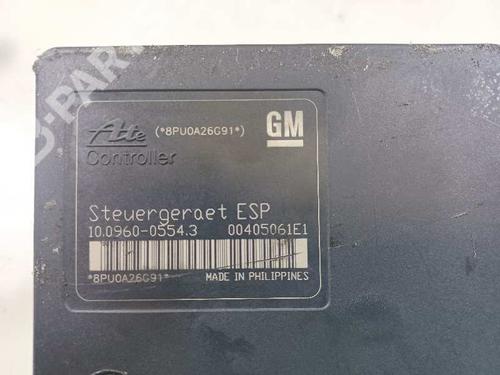 Ate (*8PU0A26G91*) GM
Controller
Steuergeraet ESP
10.0960-0554.3 00405061E1
*8PU0A26G91* MADE IN PHILIPPINES